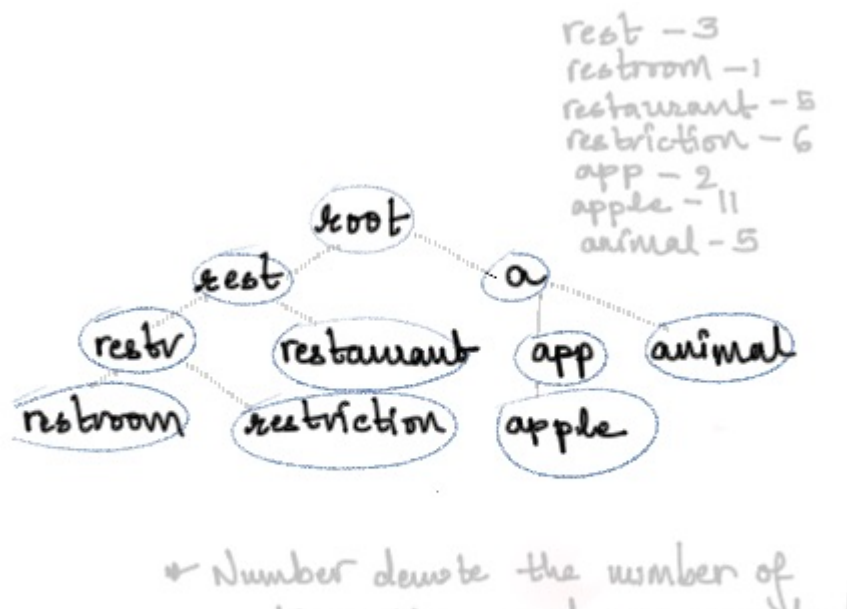 rest - 3
restroom - 1
restaurant - 5
restriction - 6
app - 2
apple - 11
animal - 5
root
rest
a
restr
restaurant
app
animal
restroom
restriction
apple
* Number denote the number of